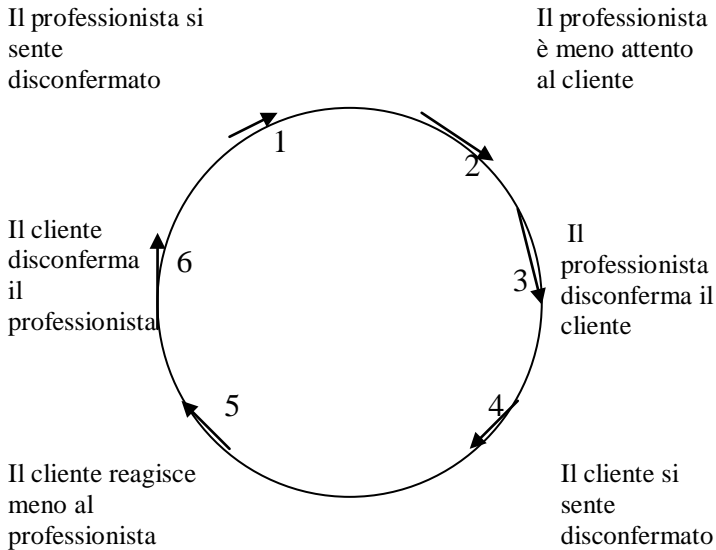 Il professionista si
sente
disconfermato
Il professionista
è meno attento
al cliente
1
2
Il cliente
disconferma
il
professionista
6
3
Il
professionista
disconferma il
cliente
5
4
Il cliente reagisce
meno al
professionista
Il cliente si
sente
disconfermato